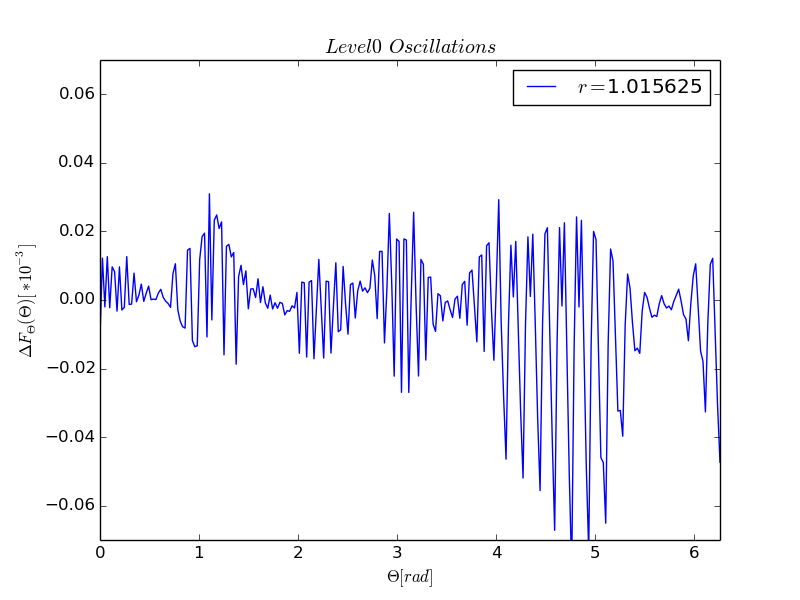 Level0 Oscillations
r=1.015625
0.06
0.04
0.02
0.00
−0.02
−0.04
−0.06
ΔF_Θ(Θ)[*10^{-3}]
0 1 2 3 4 5 6
Θ[rad]